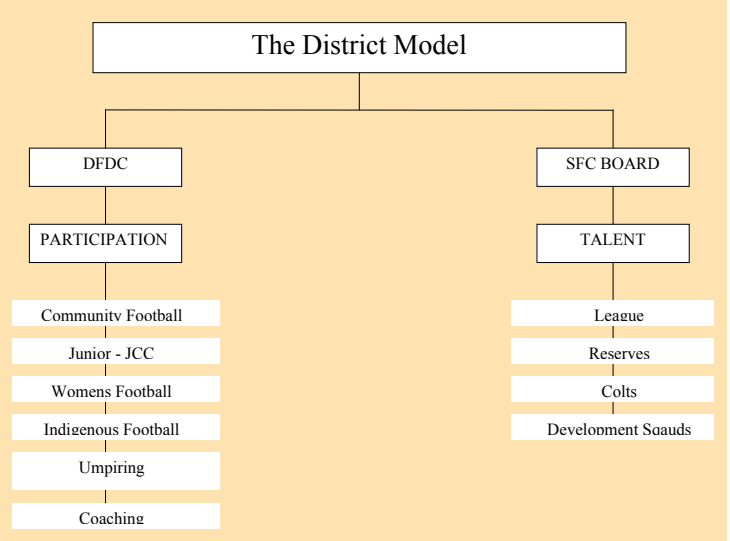 The District Model
DFDC
PARTICIPATION
Community Football
Junior - JCC
Womens Football
Indigenous Football
Umpiring
Coaching
SFC BOARD
TALENT
League
Reserves
Colts
Development Squads